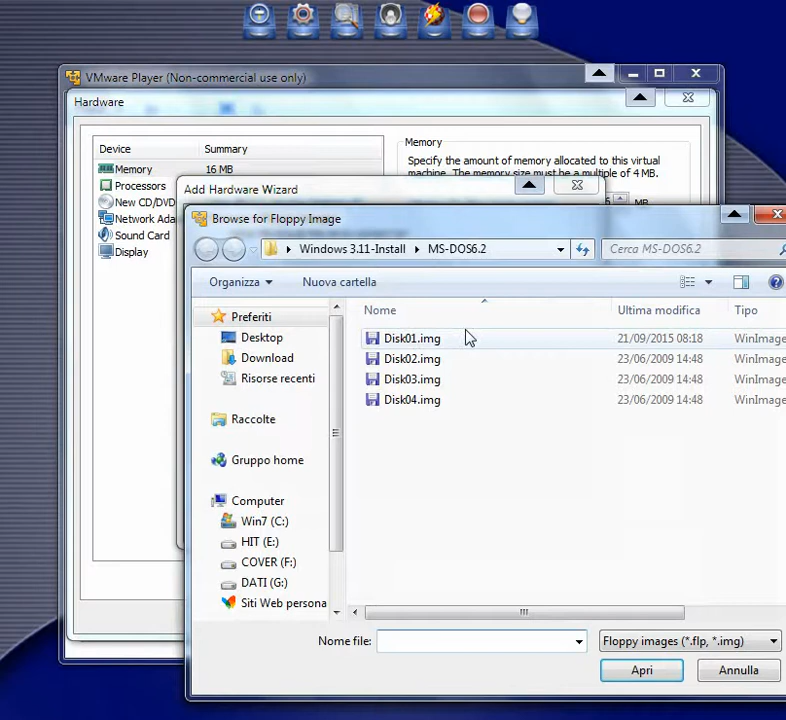 VMware Player (Non-commercial use only)
Hardware
Device Summary
Memory 16 MB
Processors
New CD/DVD
Network Ada
Sound Card
Display
Memory
Specify the amount of memory allocated to this virtual
machine. The memory size must be a multiple of 4 MB.
MB
Add Hardware Wizard
Browse for Floppy Image
Windows 3.11-Install MS-DOS6.2
Cerca MS-DOS6.2
Organizza Nuova cartella
Nome Ultima modifica Tipo
Preferiti
Desktop
Download
Risorse recenti
Raccolte
Gruppo home
Computer
Win7 (C:)
HIT (E:)
COVER (F:)
DATI (G:)
Siti Web persona
Disk01.img 21/09/2015 08:18 WinImage
Disk02.img 23/06/2009 14:48 WinImage
Disk03.img 23/06/2009 14:48 WinImage
Disk04.img 23/06/2009 14:48 WinImage
Nome file: Floppy images (*.flp, *.img)
Apri Annulla